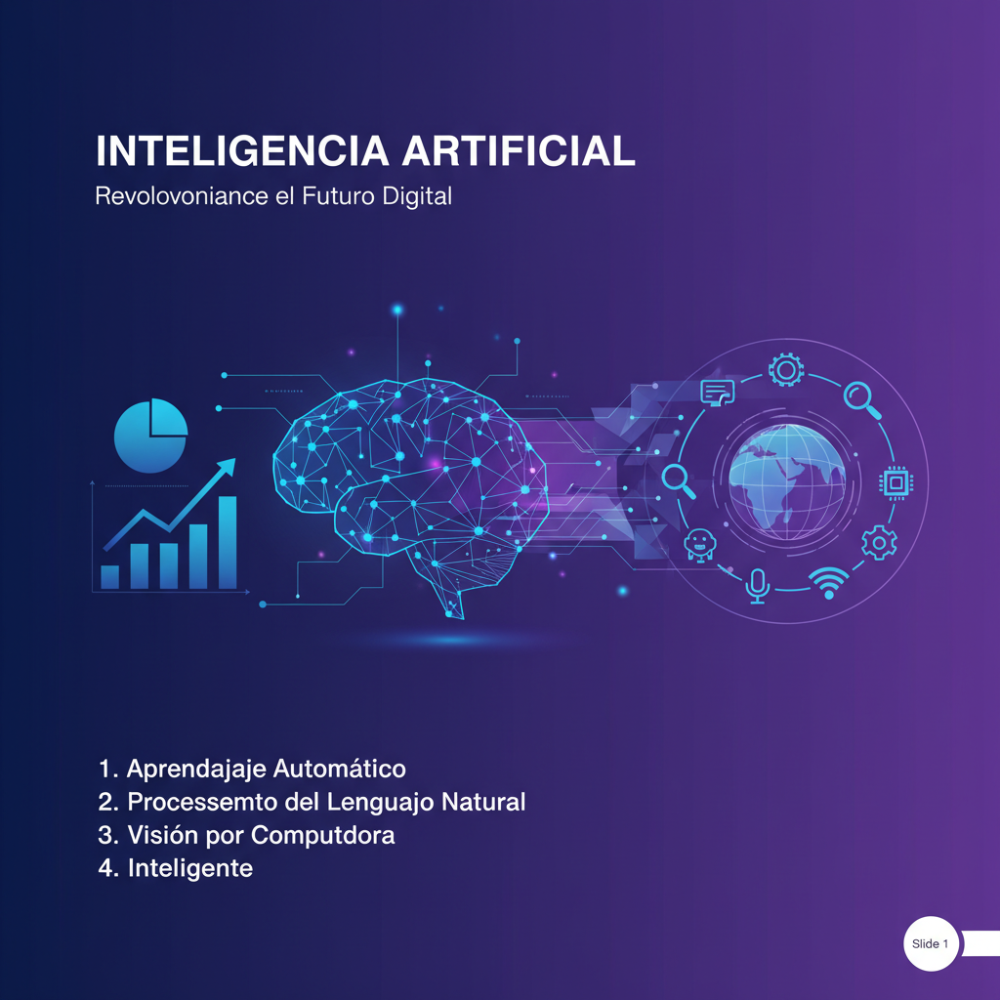 INTELIGENCIA ARTIFICIAL
Revolovoniance el Futuro Digital
1. Aprendajaje Automático
2. Processemto del Lenguajo Natural
3. Visión por Computdora
4. Inteligente
Slide 1